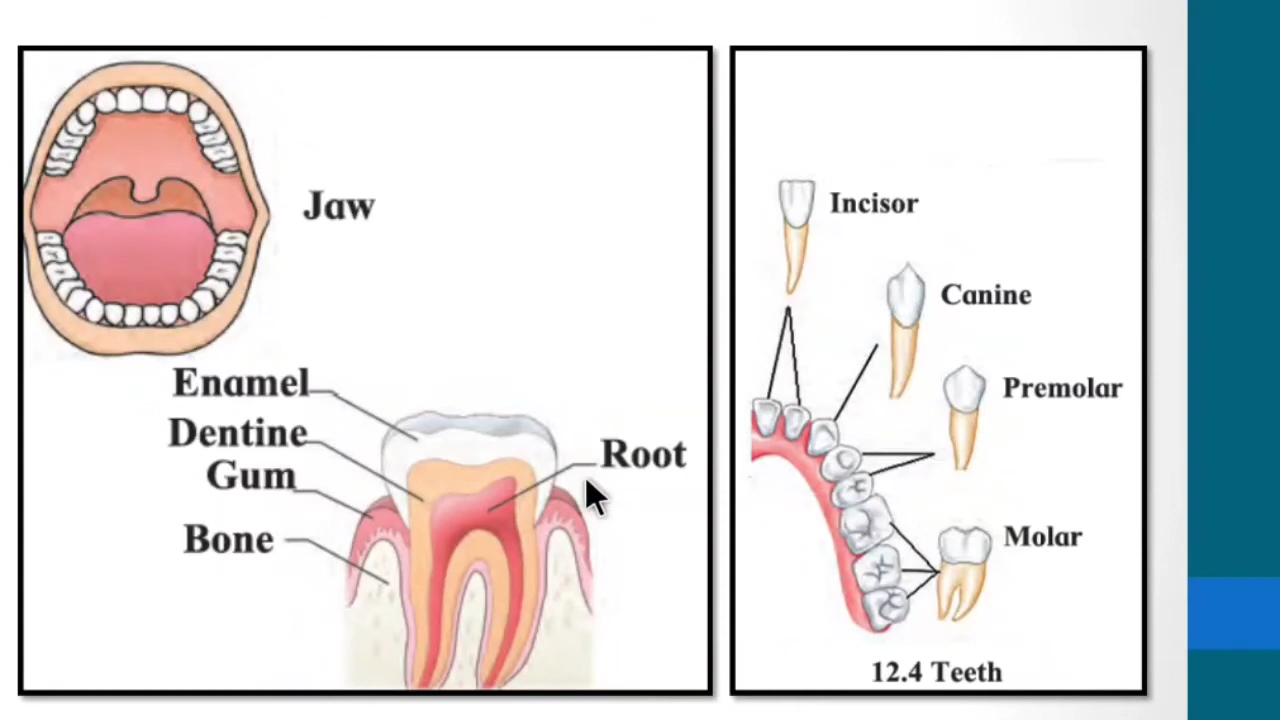 Jaw
Enamel
Dentine
Gum
Root
Bone
Incisor
Canine
Premolar
Molar
12.4 Teeth